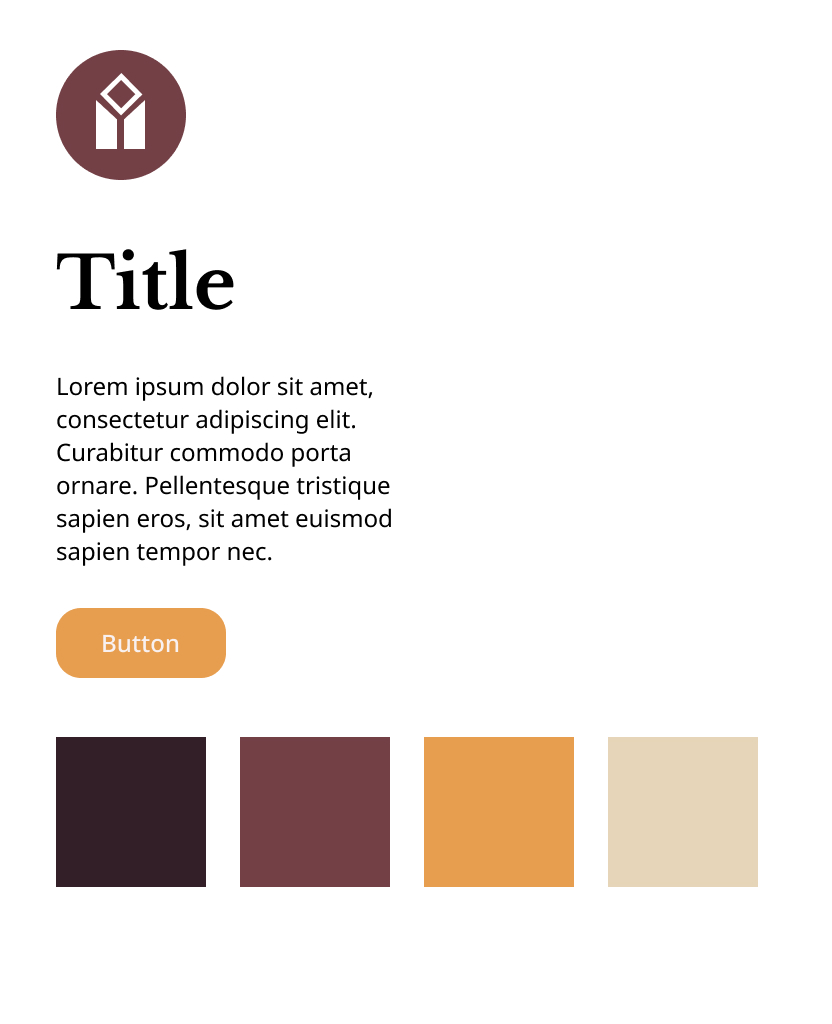 Title
Lorem ipsum dolor sit amet,
consectetur adipiscing elit.
Curabitur commodo porta
ornare. Pellentesque tristique
sapien eros, sit amet euismod
sapien tempor nec.
Button